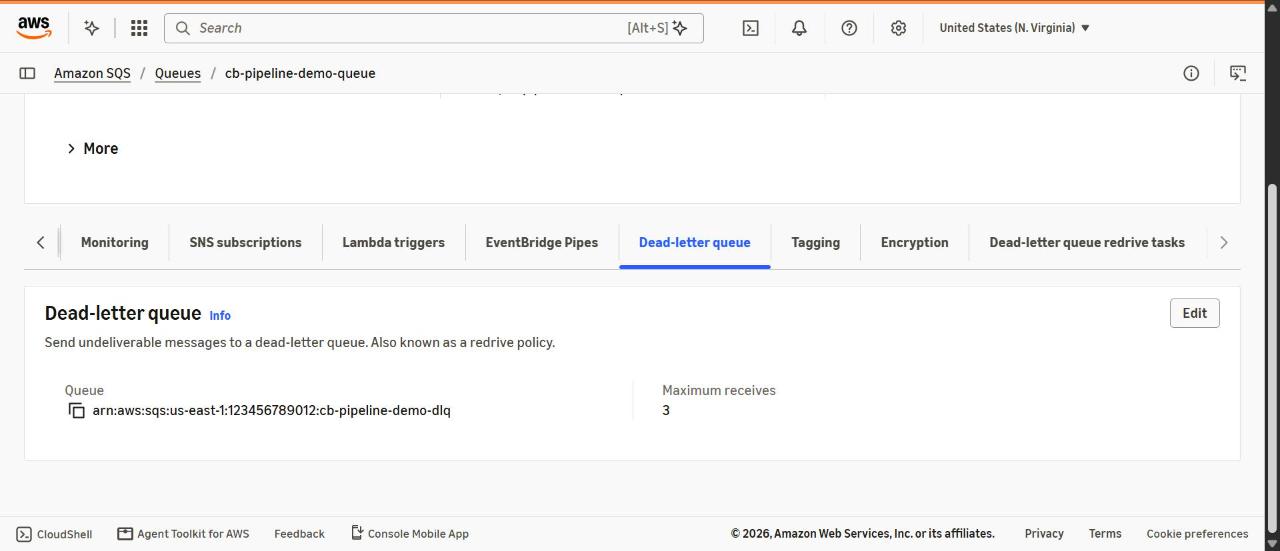 aws
Search [Alt+S]
United States (N. Virginia)
Amazon SQS / Queues / cb-pipeline-demo-queue
More
Monitoring SNS subscriptions Lambda triggers EventBridge Pipes Dead-letter queue Tagging Encryption Dead-letter queue redrive tasks
Dead-letter queue Info Edit
Send undeliverable messages to a dead-letter queue. Also known as a redrive policy.
Queue Maximum receives
arn:aws:sqs:us-east-1:123456789012:cb-pipeline-demo-dlq 3
CloudShell Agent Toolkit for AWS Feedback Console Mobile App © 2026, Amazon Web Services, Inc. or its affiliates. Privacy Terms Cookie preferences